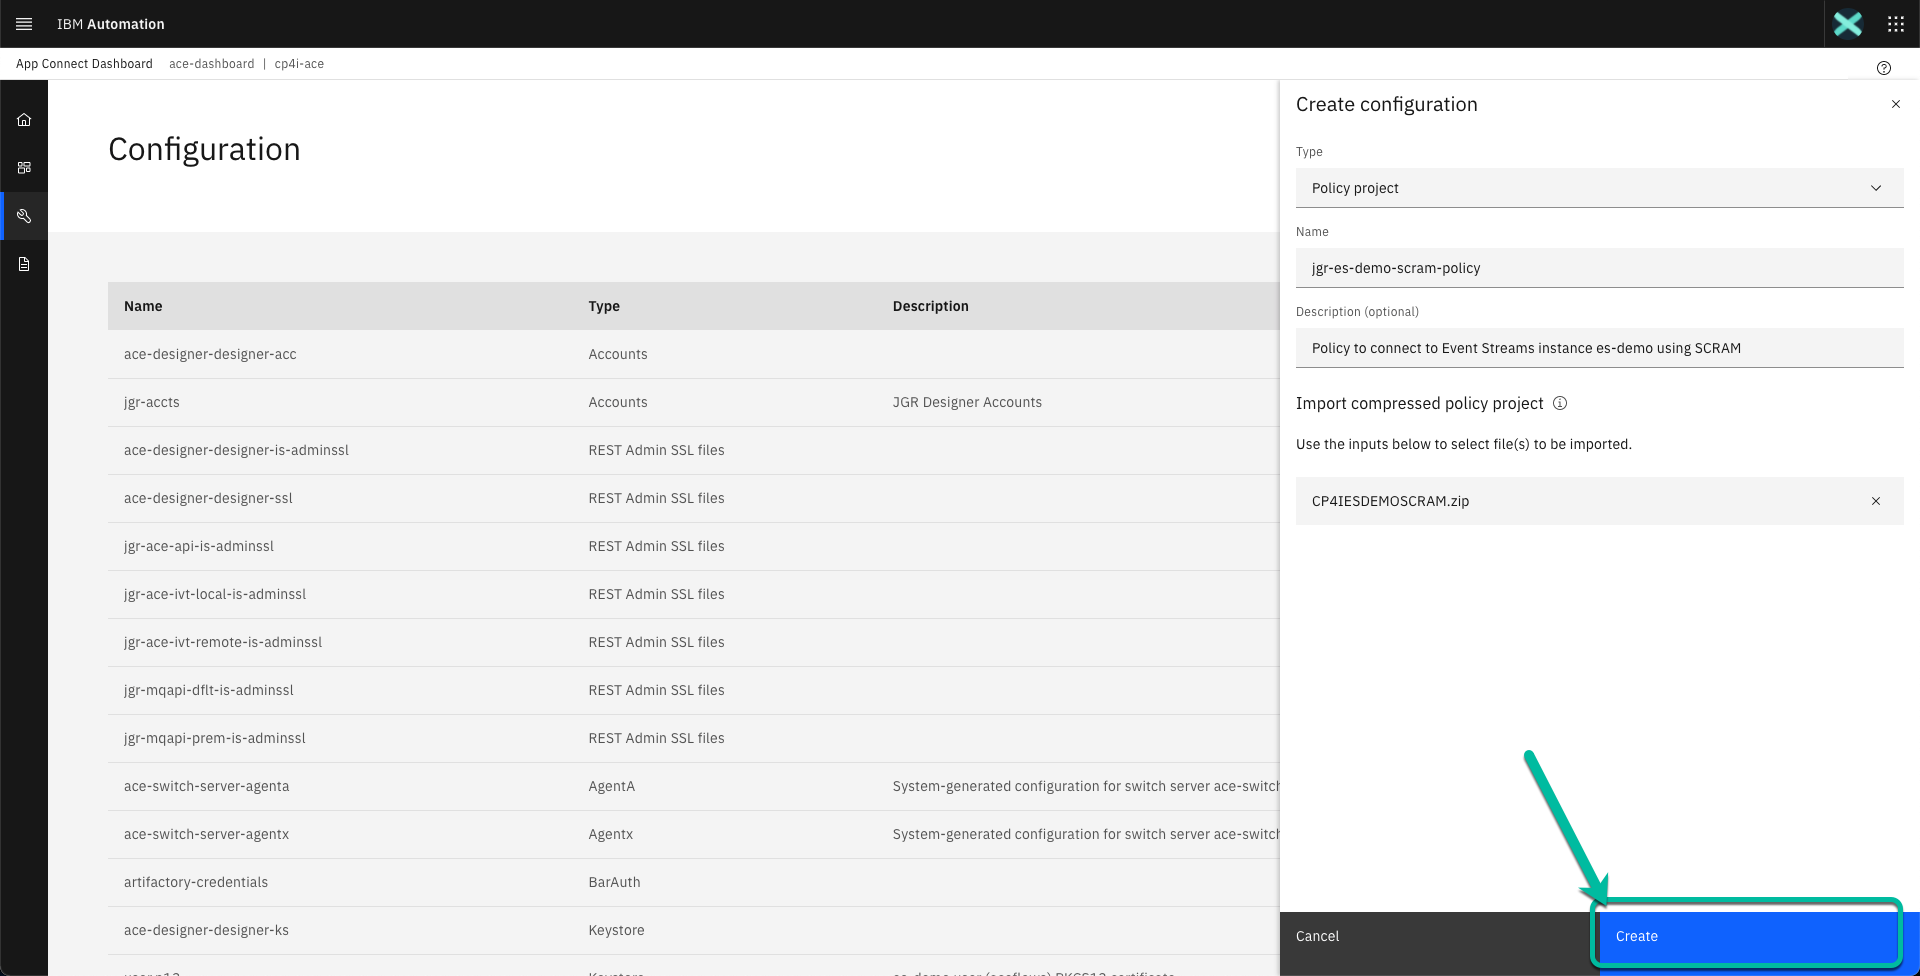 IBM Automation
App Connect Dashboard ace-dashboard | cp4i-ace
Configuration
Name Type Description
ace-designer-designer-acc Accounts
jgr-accts Accounts JGR Designer Accounts
ace-designer-designer-is-adminssl REST Admin SSL files
ace-designer-designer-ssl REST Admin SSL files
jgr-ace-api-is-adminssl REST Admin SSL files
jgr-ace-ivt-local-is-adminssl REST Admin SSL files
jgr-ace-ivt-remote-is-adminssl REST Admin SSL files
jgr-mqapi-dflt-is-adminssl REST Admin SSL files
jgr-mqapi-prem-is-adminssl REST Admin SSL files
ace-switch-server-agenta AgentA System-generated configuration for switch server ace-switch
ace-switch-server-agentx Agentx System-generated configuration for switch server ace-switch
artifactory-credentials BarAuth
ace-designer-designer-ks Keystore
Create configuration
Type
Policy project
Name
jgr-es-demo-scram-policy
Description (optional)
Policy to connect to Event Streams instance es-demo using SCRAM
Import compressed policy project
Use the inputs below to select file(s) to be imported.
CP4IESDEMOSCRAM.zip
Cancel
Create